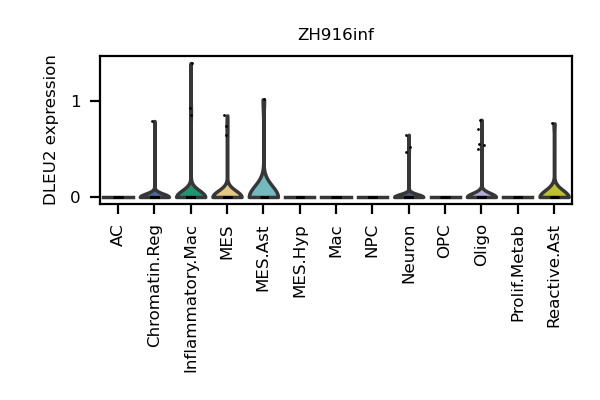 ZH916inf
DLEU2 expression
1
0
AC
Chromatin.Reg
Inflammatory.Mac
MES
MES.Ast
MES.Hyp
Mac
NPC
Neuron
OPC
Oligo
Prolif.Metab
Reactive.Ast